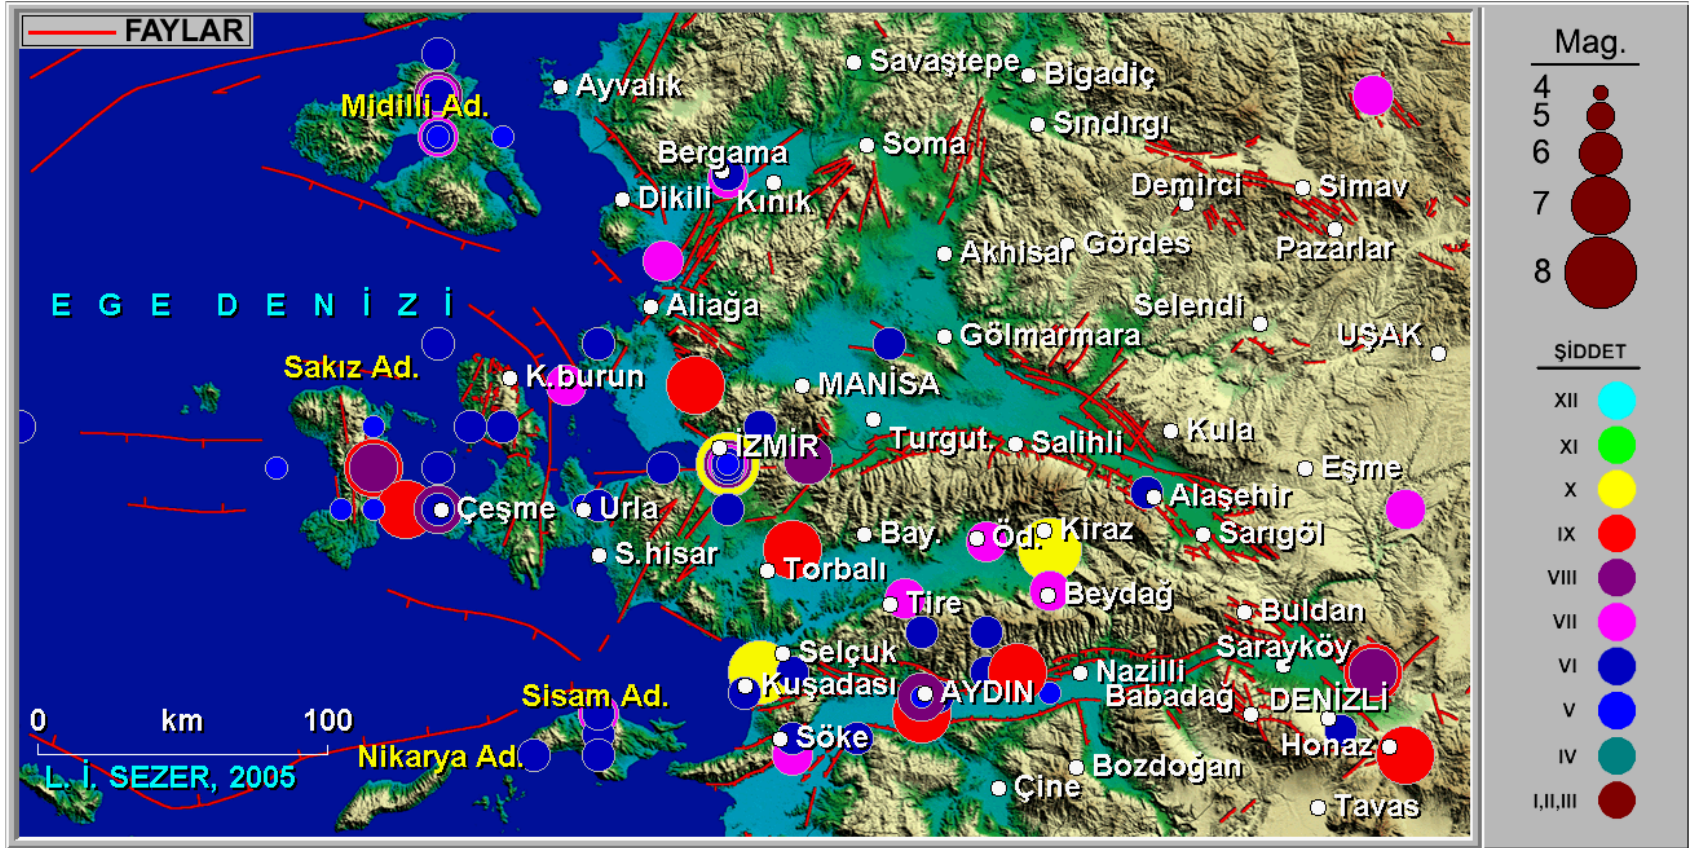 FAYLAR
Savaştepe
Bigadiç
Ayvalık
Midilli Ad.
Sındırgı
Soma
Bergama
Dikili
Kınık
Demirci
Simav
Akhisar
Gördes
Pazarlar
EGE DENİZİ
Aliağa
Selendi
Gölmarmara
UŞAK
Sakız Ad.
K.burun
MANİSA
İZMİR
Turgut.
Salihli
Kula
Eşme
Çeşme
Urla
Alaşehir
Bay.
Öd.
Kiraz
Sarıgöl
S.hisar
Torbalı
Tire
Beydağ
Buldan
Selçuk
Sarayköy
Kuşadası
AYDIN
Nazilli
Babadağ
DENİZLİ
Sisam Ad.
0 km 100
Söke
Honaz
Nikarya Ad.
L. İ. SEZER, 2005
Bozdoğan
Çine
Tavas
Mag.
4
5
6
7
8
ŞİDDET
XII
XI
X
IX
VIII
VII
VI
V
IV
I,II,III